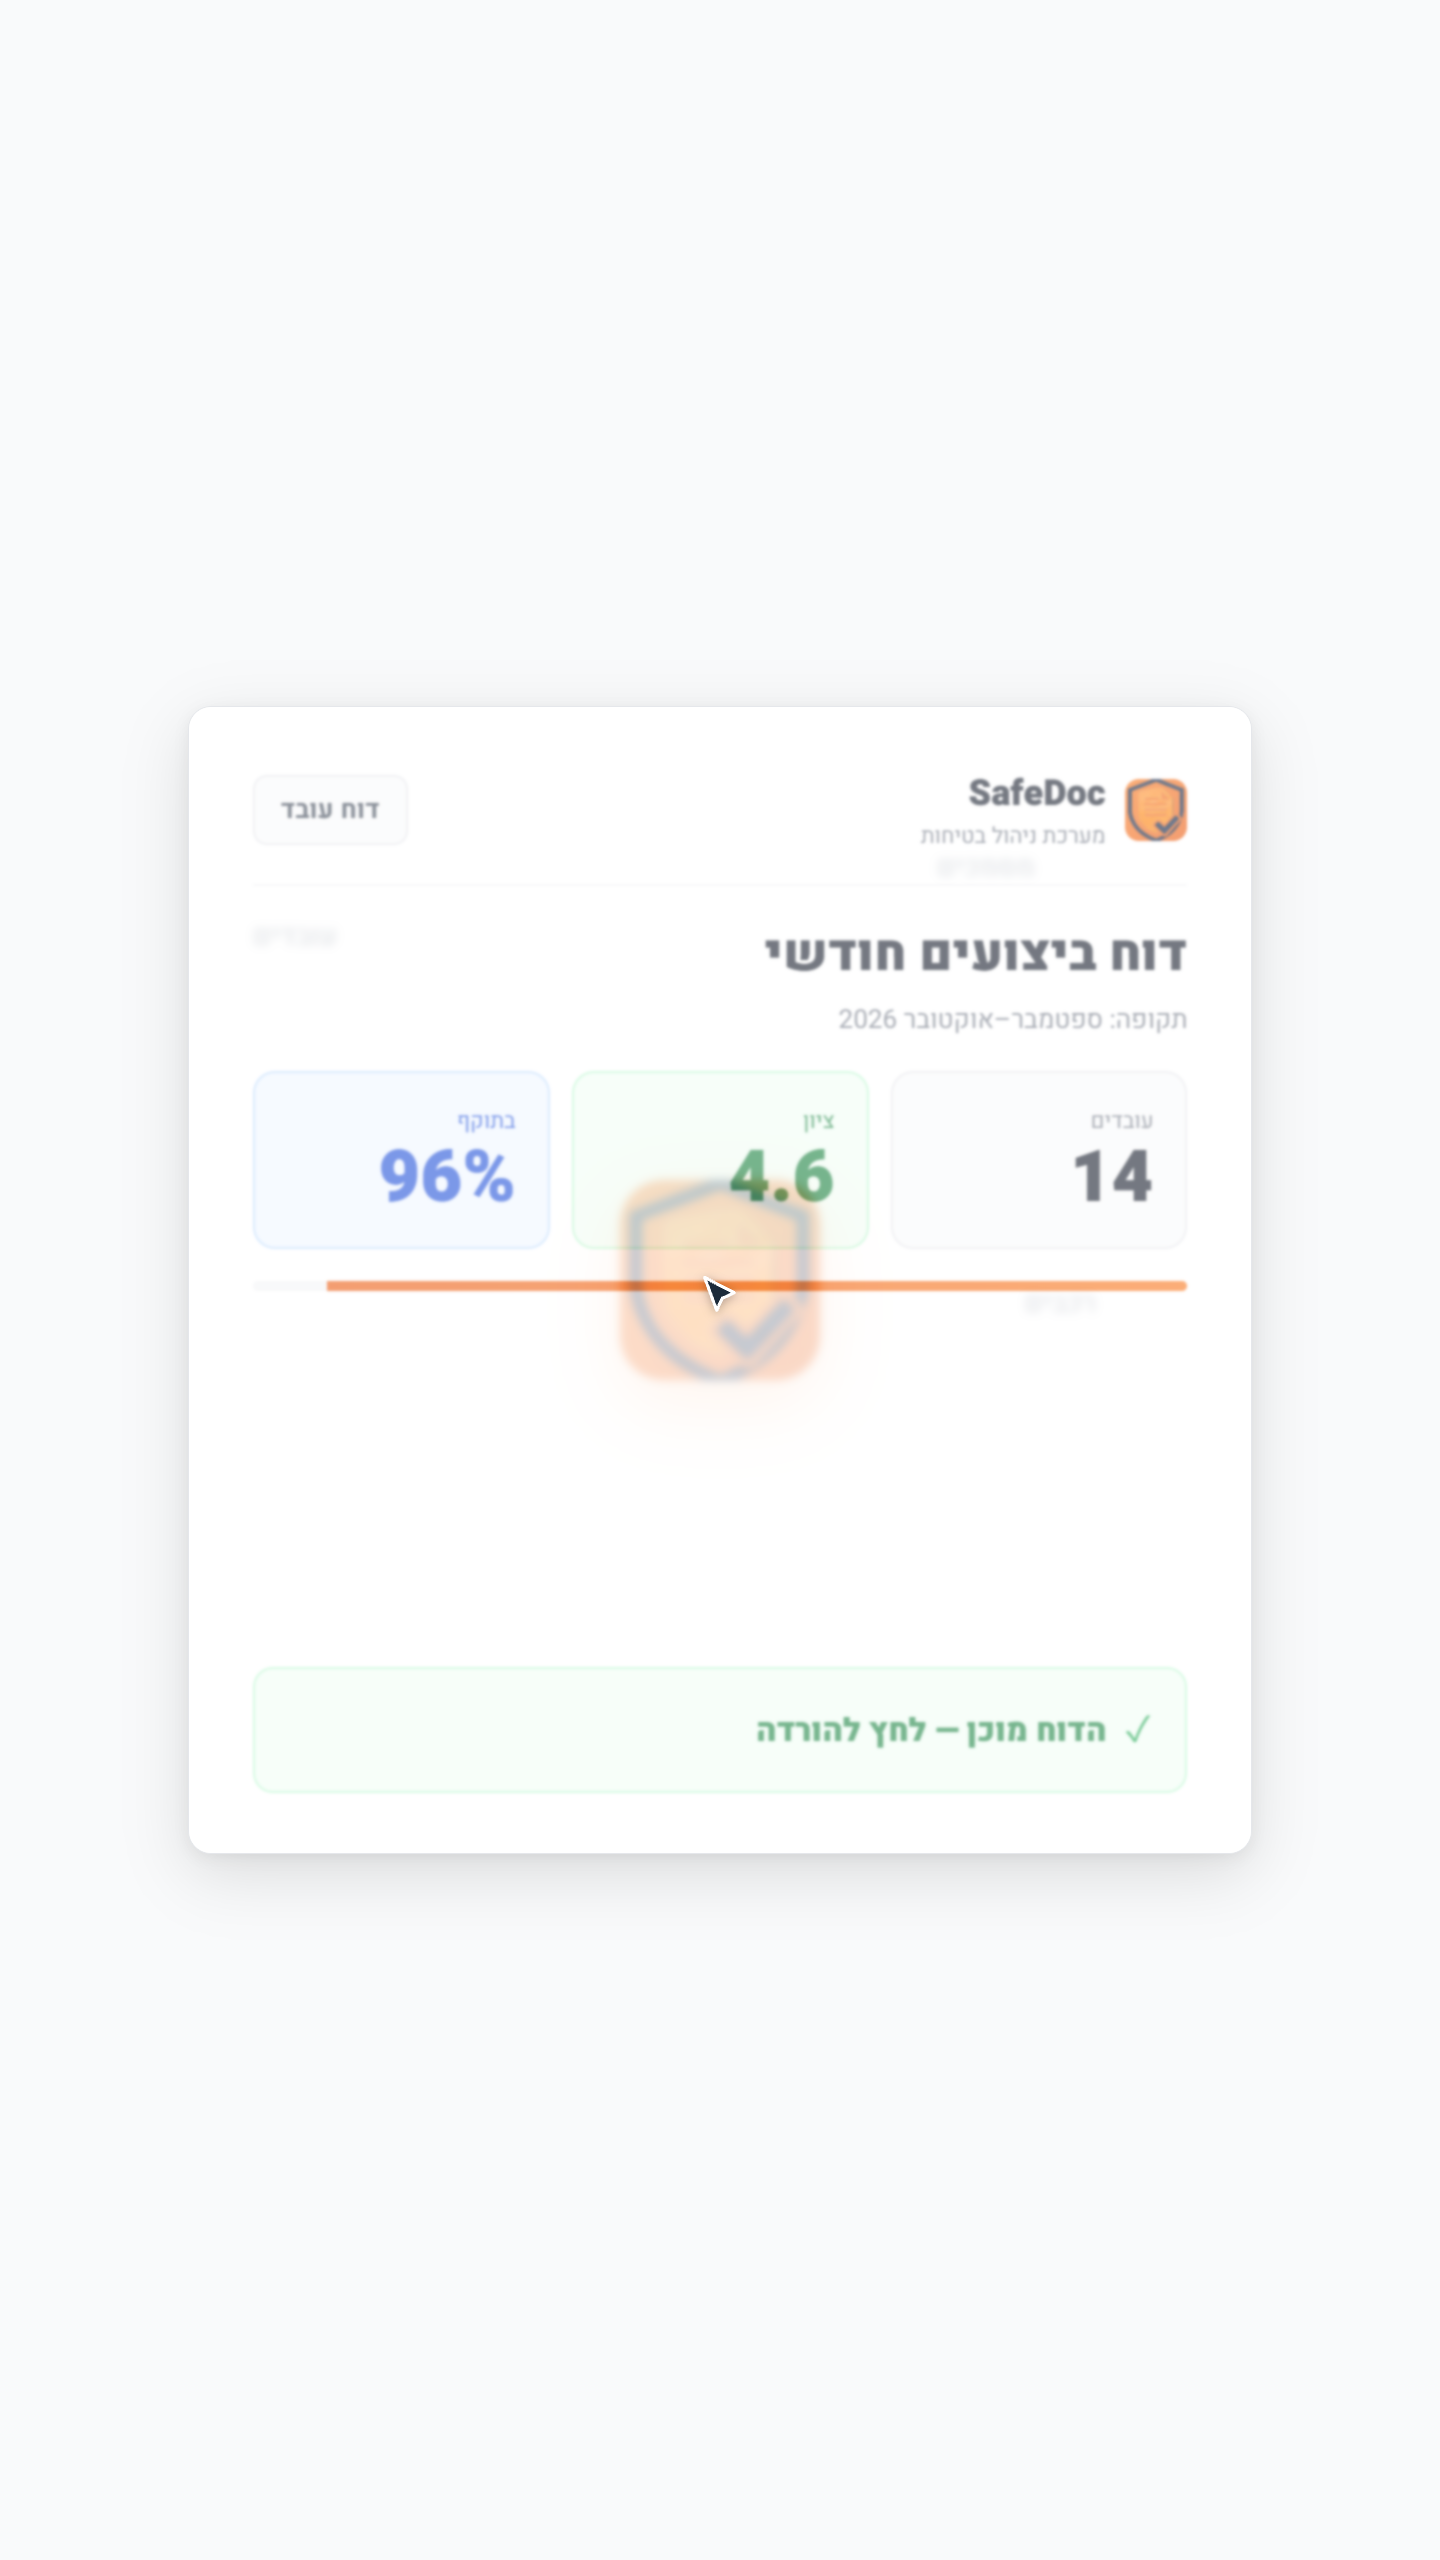 SafeDoc
מערכת ניהול בטיחות
דוח עובד
דוח ביצועים חודשי
תקופה: ספטמבר–אוקטובר 2026
עובדים
14
ציון
4.6
בתוקף
96%
✓ הדוח מוכן — לחץ להורדה